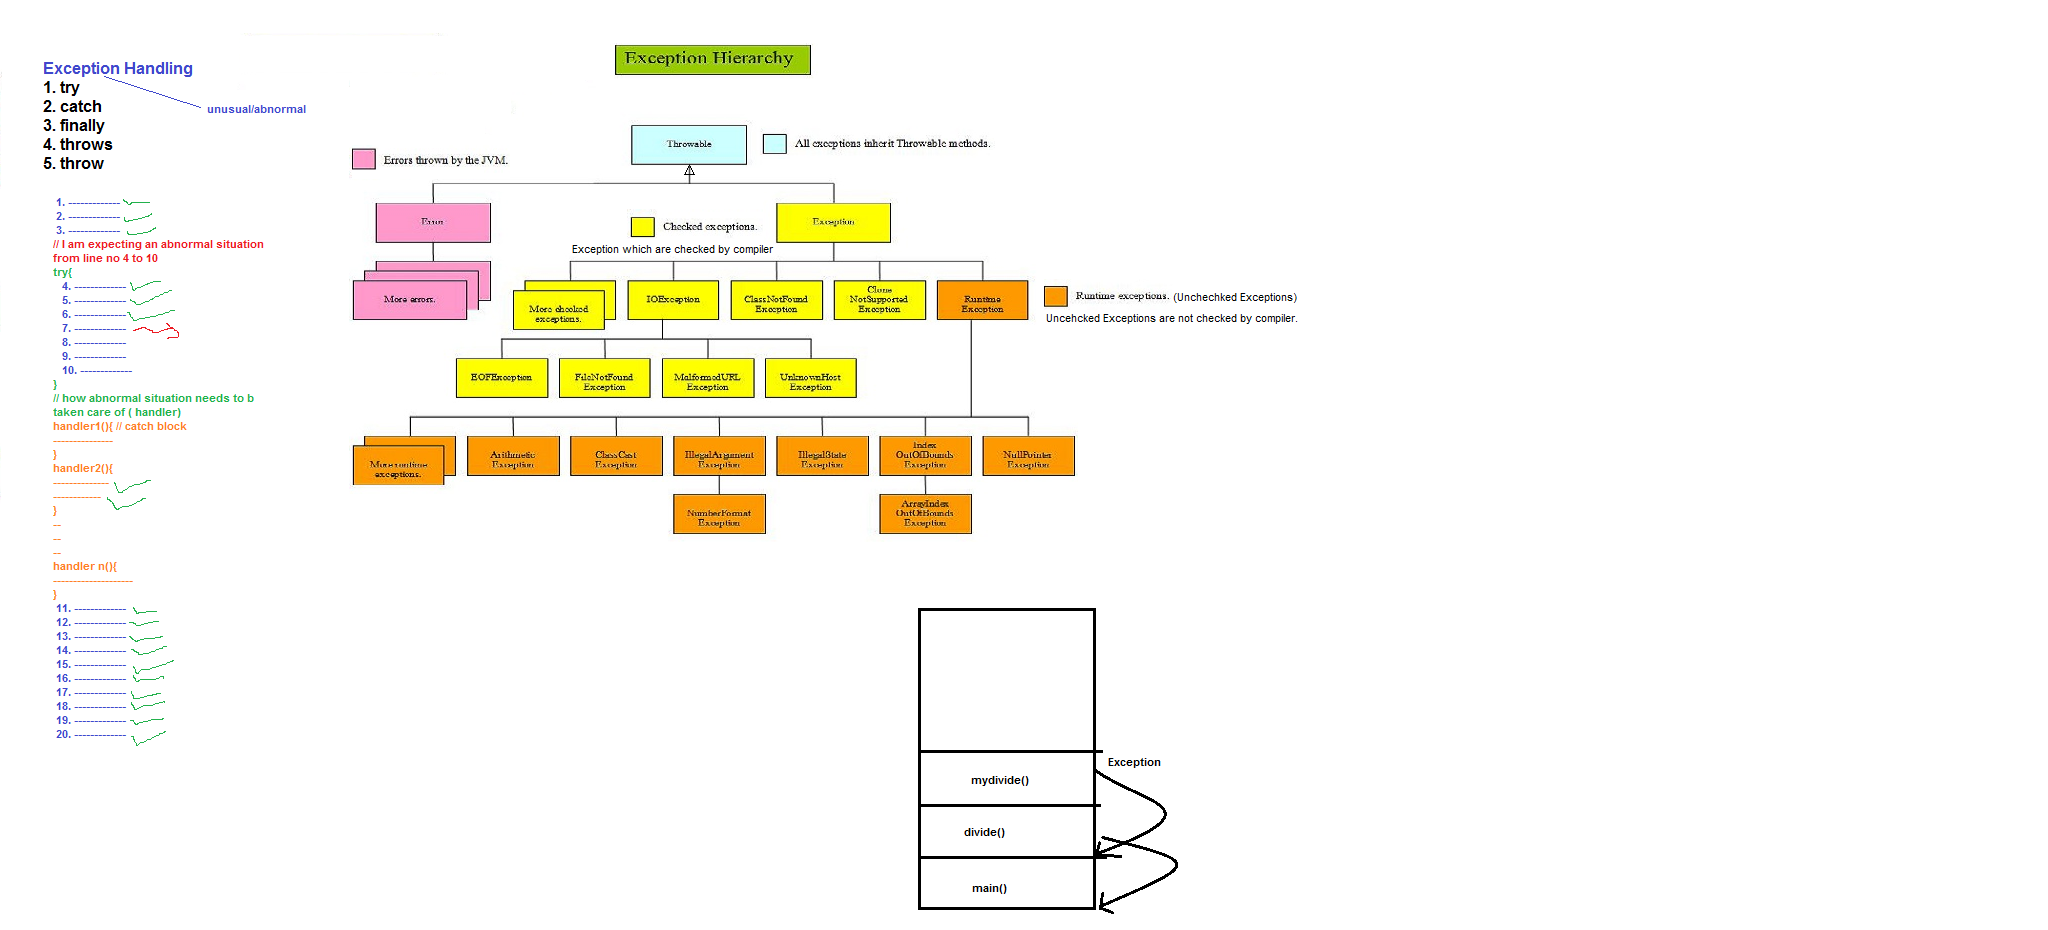 Exception Handling
1. try
2. catch
3. finally
4. throws
5. throw
unusual/abnormal
1. -------------
2. -------------
3. -------------
// I am expecting an abnormal situation
from line no 4 to 10
try{
4. -------------
5. -------------
6. -------------
7. -------------
8. -------------
9. -------------
10. -------------
}
// how abnormal situation needs to b
taken care of ( handler)
handler1(){ // catch block
---------------
}
handler2(){
--------------
-------------
}
--
--
--
handler n(){
--------------------
}
11. -------------
12. -------------
13. -------------
14. -------------
15. -------------
16. -------------
17. -------------
18. -------------
19. -------------
20. -------------
Exception Hierarchy
Throwable
All exceptions inherit Throwable methods.
Errors thrown by the JVM.
Error
Checked exceptions.
Exception
Exception which are checked by compiler
More errors.
More checked
exceptions.
IOException
ClassNotFound
Exception
Clone
NotSupported
Exception
Runtime
Exception
Runtime exceptions. (Unchechked Exceptions)
Uncehcked Exceptions are not checked by compiler.
EOFException
FileNotFound
Exception
MalformedURL
Exception
UnknownHost
Exception
More runtime
exceptions.
Arithmetic
Exception
ClassCast
Exception
IllegalArgument
Exception
IllegalState
Exception
Index
OutOfBounds
Exception
NullPointer
Exception
NumberFormat
Exception
ArrayIndex
OutOfBounds
Exception
Exception
mydivide()
divide()
main()